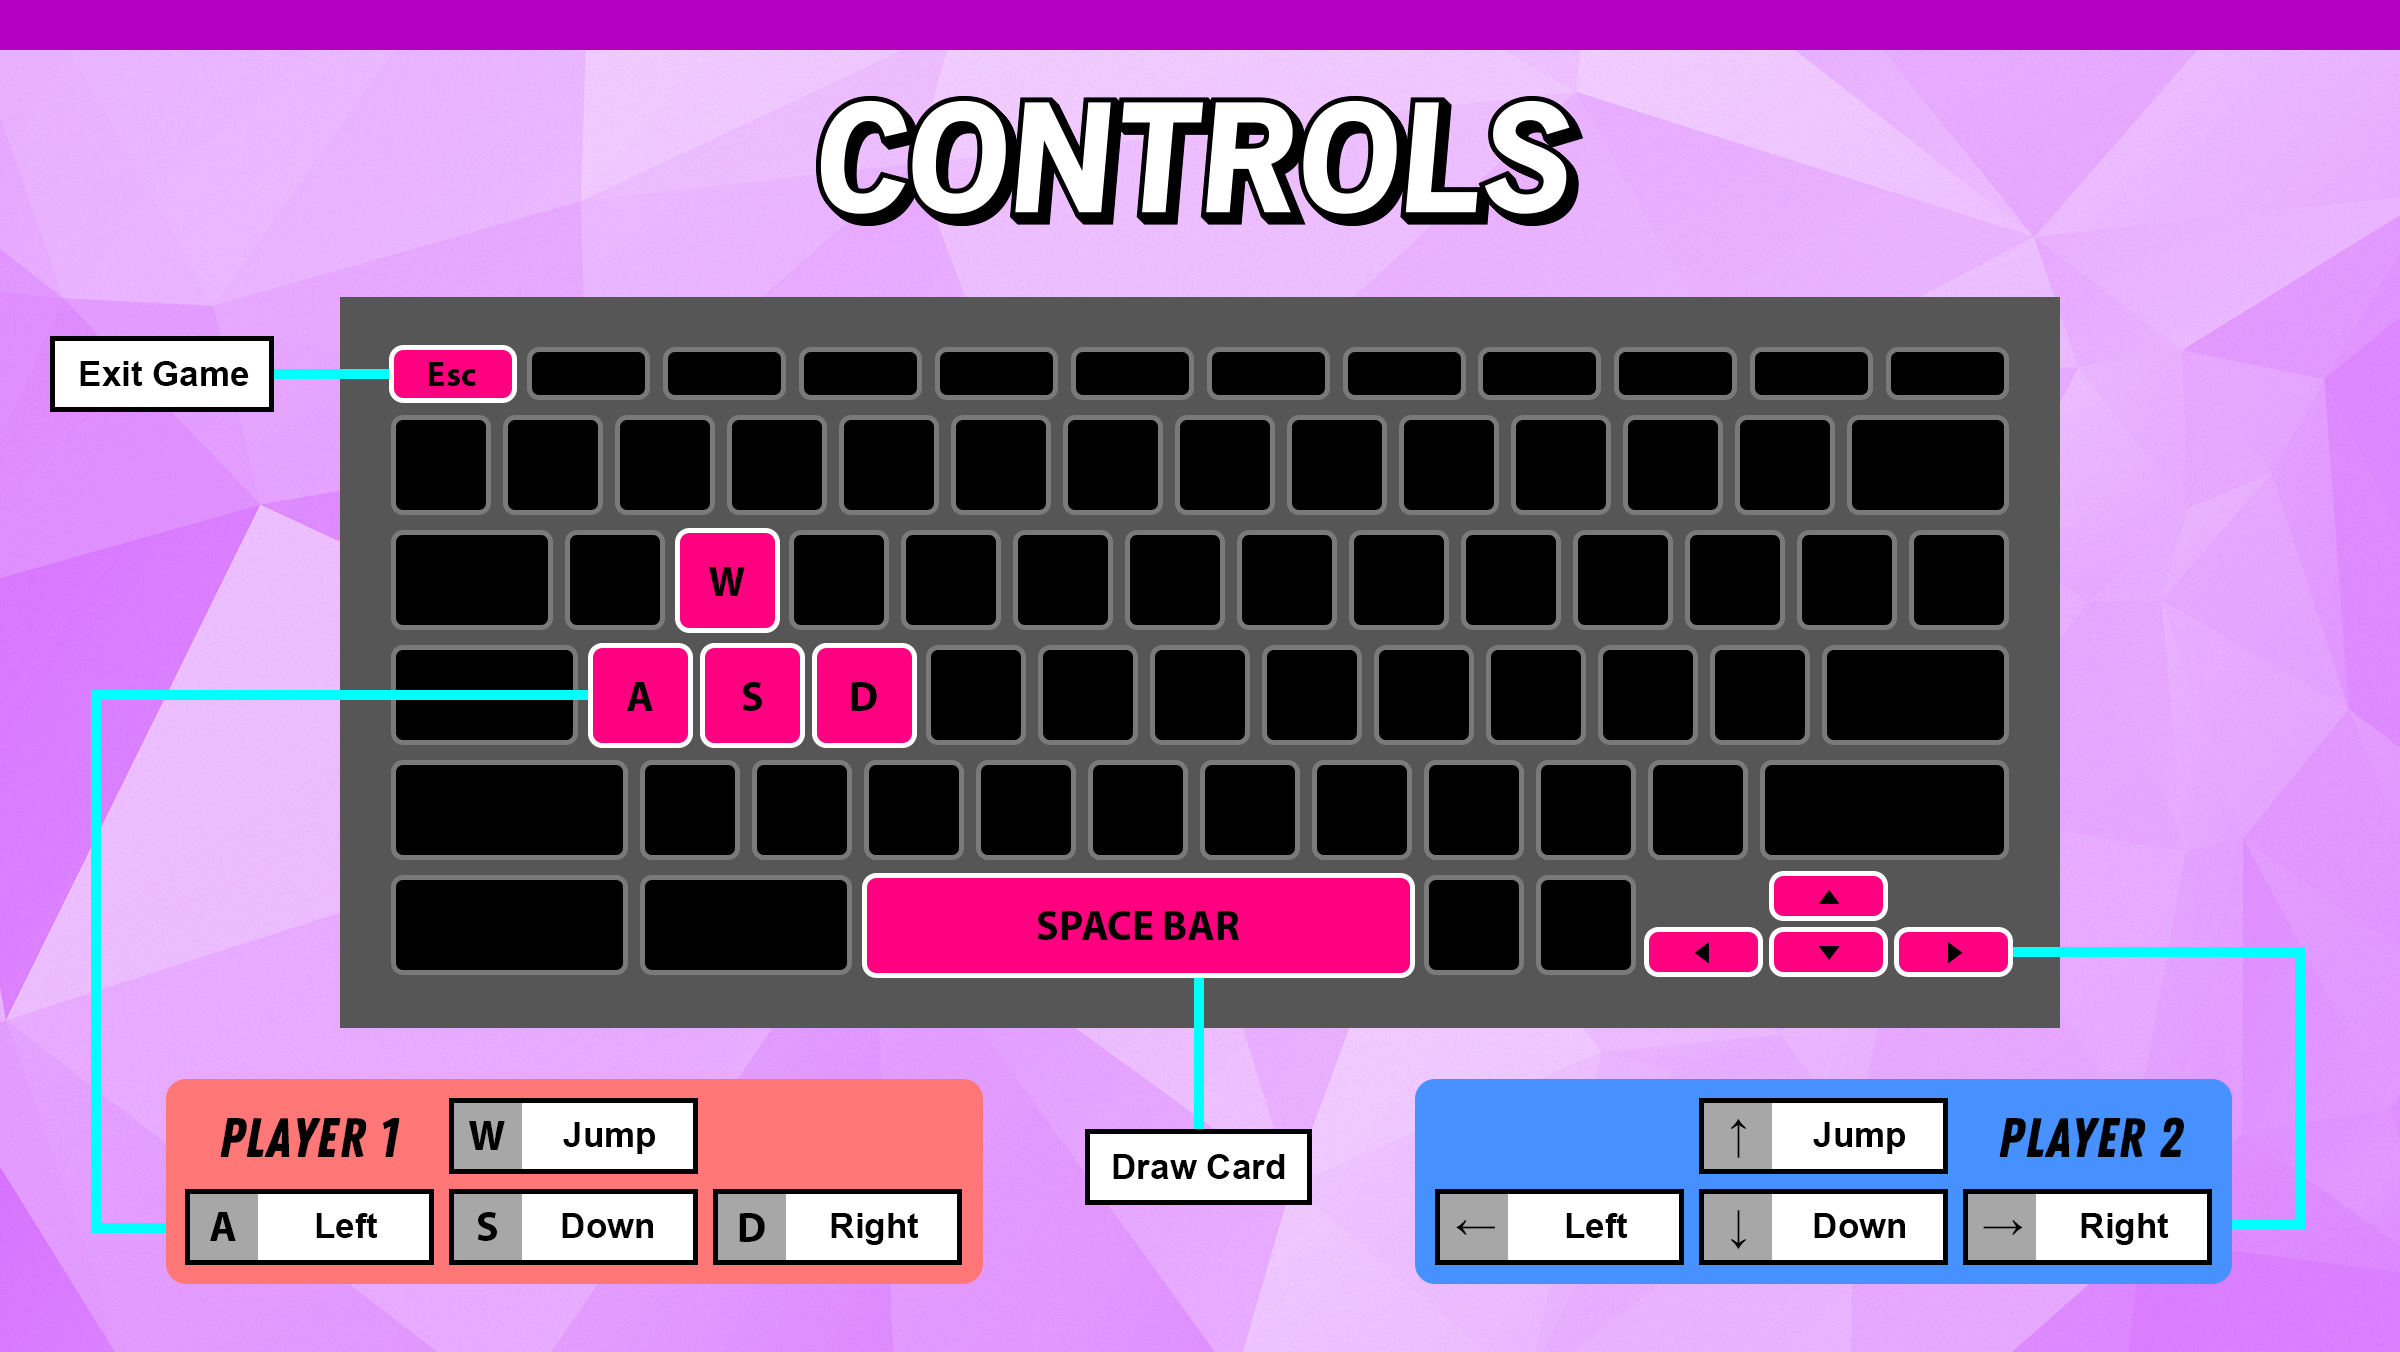 CONTROLS
Exit Game
Esc
W
A S D
SPACE BAR
▲
◀ ▼ ▶
PLAYER 1
W Jump
A Left
S Down
D Right
Draw Card
↑ Jump
PLAYER 2
← Left
↓ Down
→ Right